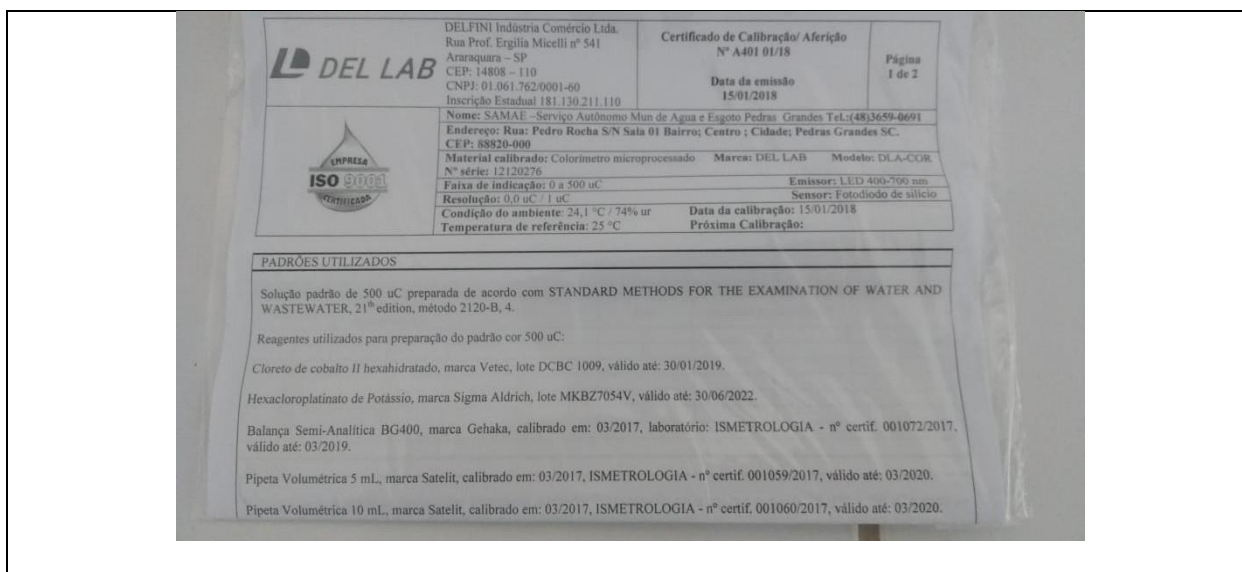 DEL LAB
DELFINI Indústria Comércio Ltda.
Rua Prof. Ergilia Micelli nº 541
Araraquara – SP
CEP: 14808 – 110
CNPJ: 01.061.762/0001-60
Inscrição Estadual 181.130.211.110
Certificado de Calibração/ Aferição
Nº A401 01/18
Data da emissão
15/01/2018
Página
1 de 2
EMPRESA
ISO 9001
CERTIFICADA
Nome: SAMAE –Serviço Autônomo Mun de Agua e Esgoto Pedras Grandes Tel.:(48)3659-0691
Endereço: Rua: Pedro Rocha S/N Sala 01 Bairro; Centro ; Cidade; Pedras Grandes SC.
CEP: 88820-000
Material calibrado: Colorímetro microprocessado Marca: DEL LAB Modelo: DLA-COR
Nº série: 12120276
Faixa de indicação: 0 a 500 uC Emissor: LED 400-700 nm
Resolução: 0,0 uC / 1 uC Sensor: Fotodiodo de silício
Condição do ambiente: 24,1 °C / 74% ur Data da calibração: 15/01/2018
Temperatura de referência: 25 °C Próxima Calibração:
PADRÕES UTILIZADOS
Solução padrão de 500 uC preparada de acordo com STANDARD METHODS FOR THE EXAMINATION OF WATER AND
WASTEWATER, 21th edition, método 2120-B, 4.
Reagentes utilizados para preparação do padrão cor 500 uC:
Cloreto de cobalto II hexahidratado, marca Vetec, lote DCBC 1009, válido até: 30/01/2019.
Hexacloroplatinato de Potássio, marca Sigma Aldrich, lote MKBZ7054V, válido até: 30/06/2022.
Balança Semi-Analítica BG400, marca Gehaka, calibrado em: 03/2017, laboratório: ISMETROLOGIA - nº certif. 001072/2017,
válido até: 03/2019.
Pipeta Volumétrica 5 mL, marca Satelit, calibrado em: 03/2017, ISMETROLOGIA - nº certif. 001059/2017, válido até: 03/2020.
Pipeta Volumétrica 10 mL, marca Satelit, calibrado em: 03/2017, ISMETROLOGIA - nº certif. 001060/2017, válido até: 03/2020.